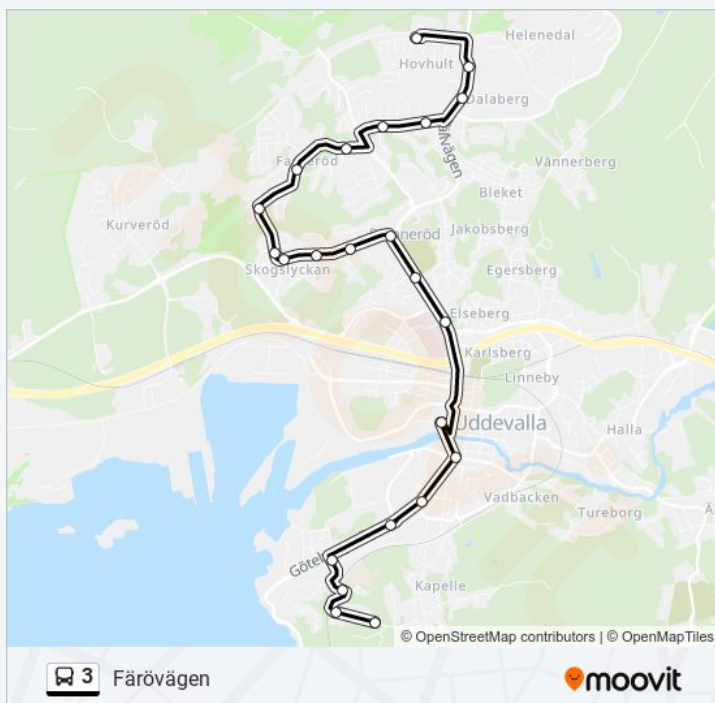 Helenedal
Hovhult
Dalaberg
Vännerberg
Bleket
Kurveröd
Jakobsberg
Skogslyckan
Egersberg
Elseberg
Karlsberg
Linneby
Uddevalla
Halla
Vadbacken
Tureborg
Kapelle
© OpenStreetMap contributors | © OpenMapTiles
3 Färövägen
moovit